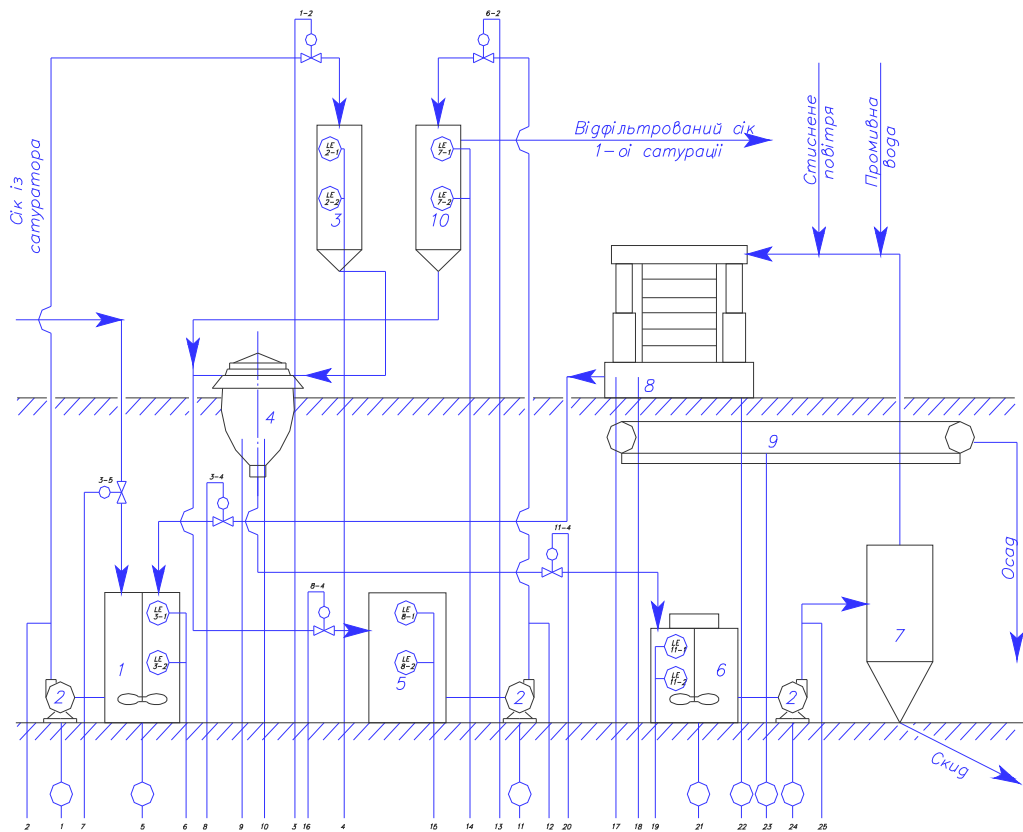 1-2
6-2
Відфільтрований сік
1-оі сатурації
Стиснене
повітря
Промивна
вода
Сік із
сатуратора
LE
2-1
LE
7-1
LE
2-2
LE
7-2
3
10
8
4
9
3-5
3-4
11-4
Осад
8-4
LE
3-1
LE
8-1
LE
3-2
LE
8-2
LE
11-1
LE
11-2
1
5
6
7
2
2
2
Скид
2
1
7
5
6
8
9
10
3
16
4
15
14
13
11
12
20
17
18
19
21
22
23
24
25